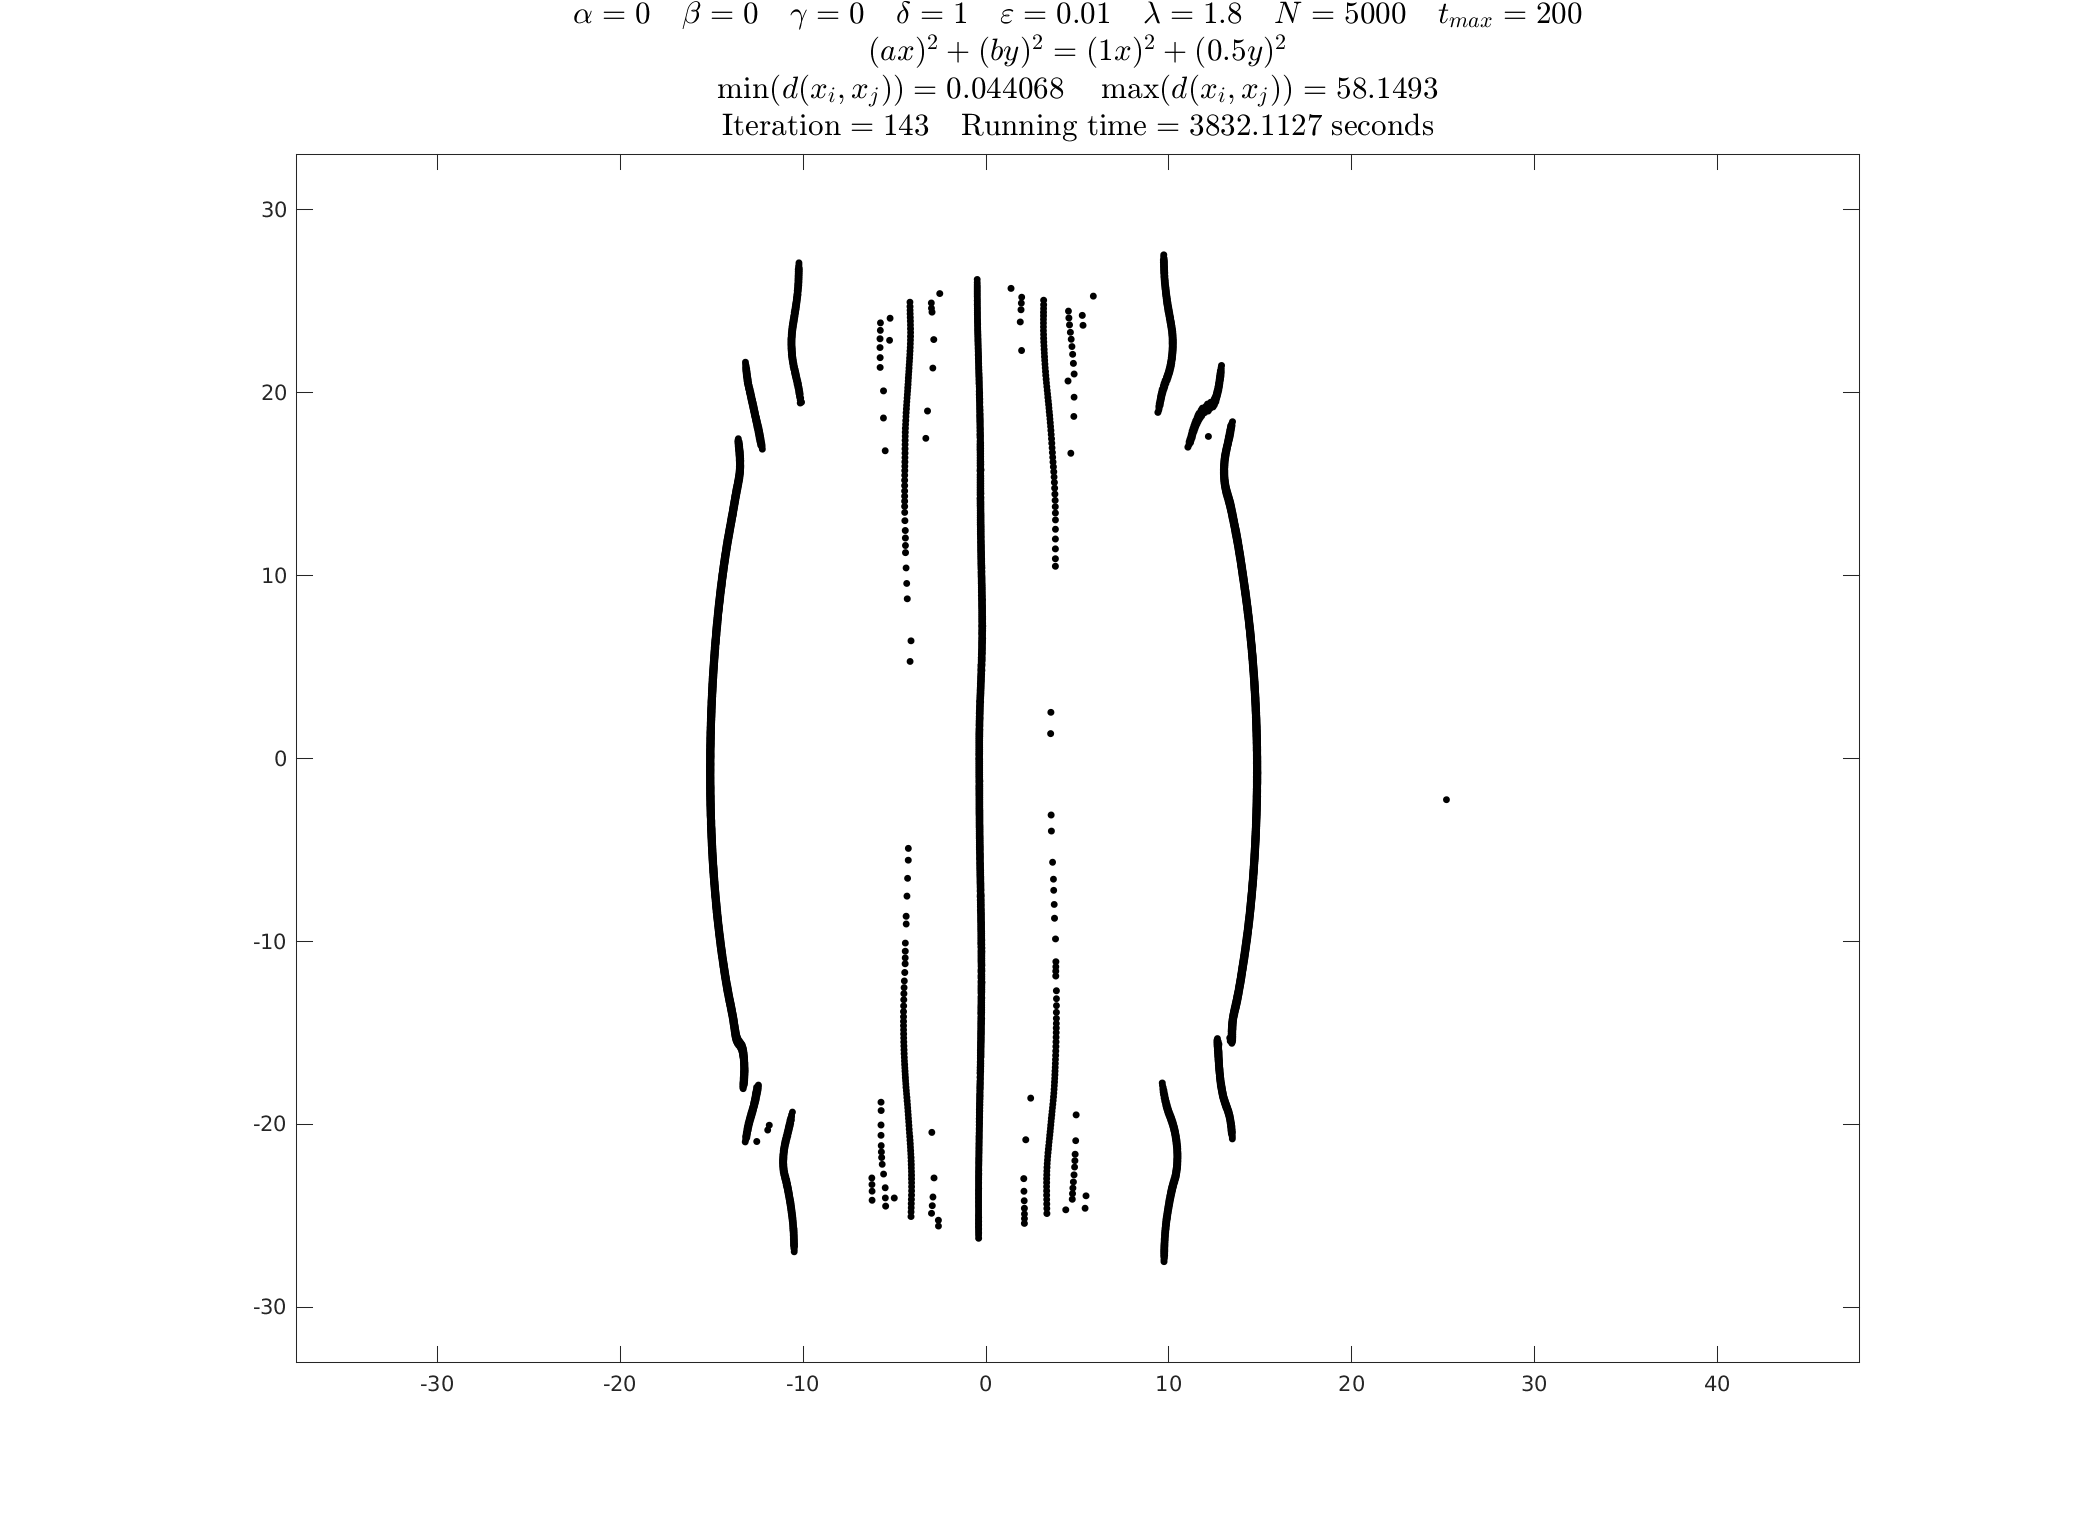 α = 0 β = 0 γ = 0 δ = 1 ε = 0.01 λ = 1.8 N = 5000 t_{max} = 200
(ax)² + (by)² = (1x)² + (0.5y)²
min(d(x_i, x_j)) = 0.044068 max(d(x_i, x_j)) = 58.1493
Iteration = 143 Running time = 3832.1127 seconds
30
20
10
0
-10
-20
-30
-30 -20 -10 0 10 20 30 40